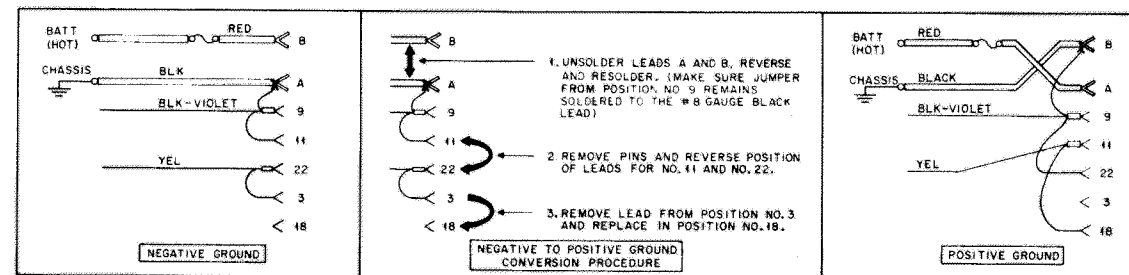 BATT
(HOT)
RED
B
CHASSIS
BLK
A
BLK-VIOLET
9
11
YEL
22
3
18
NEGATIVE GROUND
B
A
9
11
22
3
18
1. UNSOLDER LEADS A AND B, REVERSE
AND RESOLDER. (MAKE SURE JUMPER
FROM POSITION NO 9 REMAINS
SOLDERED TO THE #8 GAUGE BLACK
LEAD)
2. REMOVE PINS AND REVERSE POSITION
OF LEADS FOR NO. 11 AND NO. 22.
3. REMOVE LEAD FROM POSITION NO. 3
AND REPLACE IN POSITION NO. 18.
NEGATIVE TO POSITIVE GROUND
CONVERSION PROCEDURE
BATT
(HOT)
RED
B
CHASSIS
BLACK
A
BLK-VIOLET
9
11
YEL
22
3
18
POSITIVE GROUND